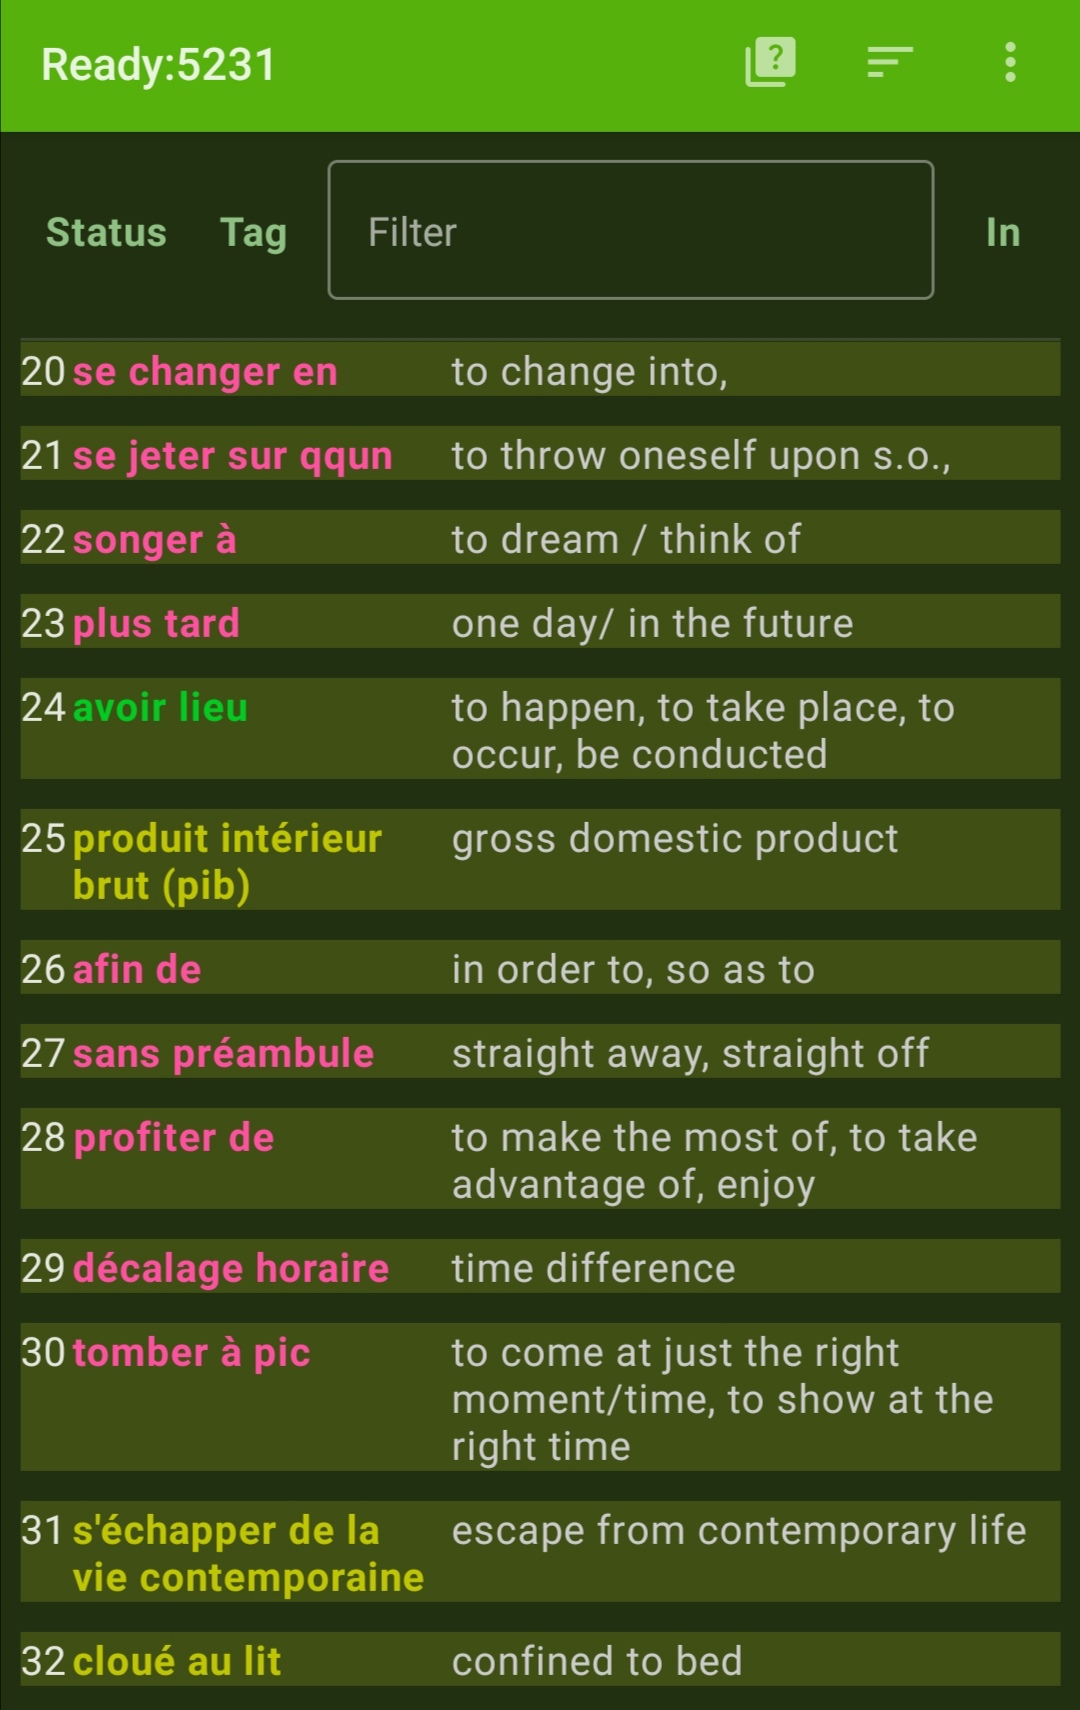 Ready:5231
?
Status Tag Filter In
20 se changer en to change into,
21 se jeter sur qqun to throw oneself upon s.o.,
22 songer à to dream / think of
23 plus tard one day/ in the future
24 avoir lieu to happen, to take place, to
occur, be conducted
25 produit intérieur gross domestic product
brut (pib)
26 afin de in order to, so as to
27 sans préambule straight away, straight off
28 profiter de to make the most of, to take
advantage of, enjoy
29 décalage horaire time difference
30 tomber à pic to come at just the right
moment/time, to show at the
right time
31 s'échapper de la escape from contemporary life
vie contemporaine
32 cloué au lit confined to bed